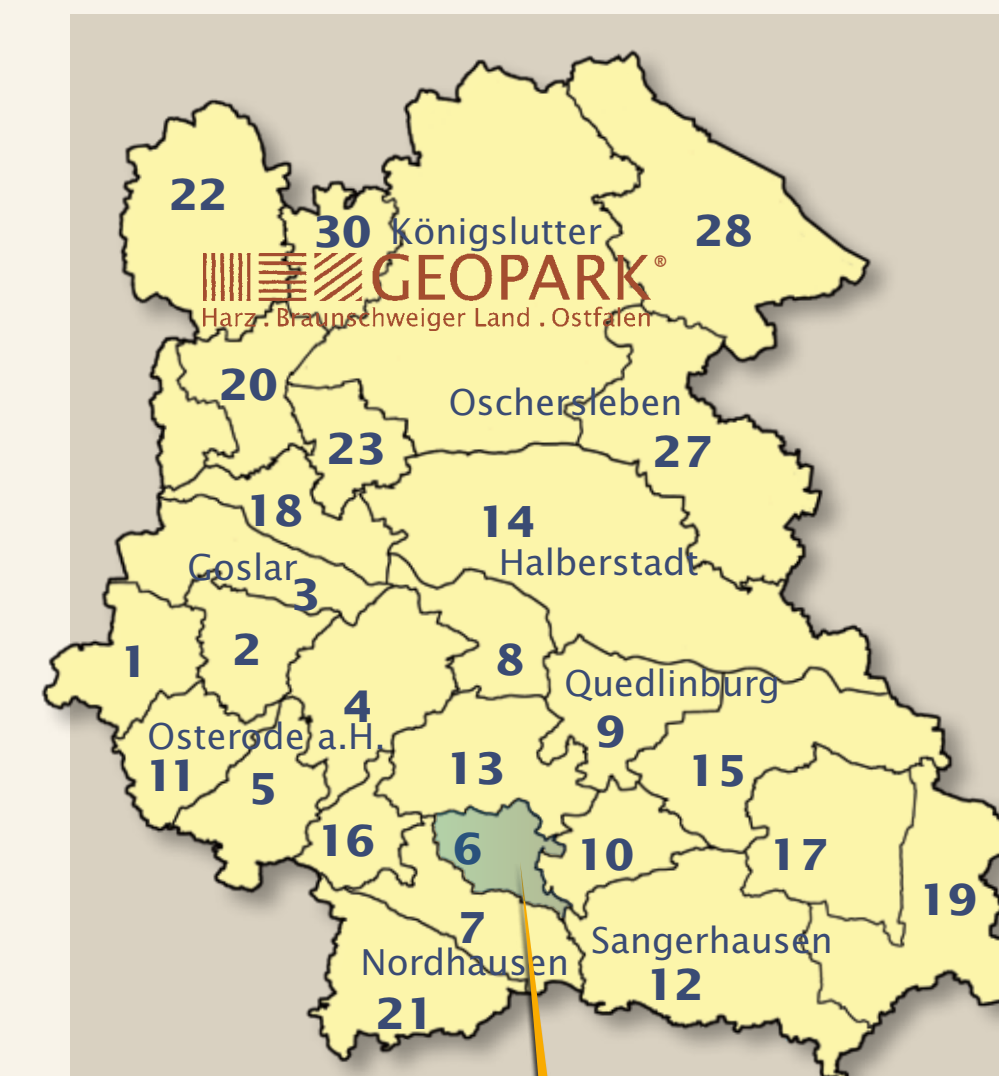 22
28
30 Königslutter
GEOPARK®
Harz . Braunschweiger Land . Ostfalen
20
Oschersleben
23
27
18
14
Goslar
Halberstadt
3
1
2
8
Quedlinburg
4
9
Osterode a.H.
11
5
13
15
16
6
10
17
19
7
Sangerhausen
Nordhausen
12
21